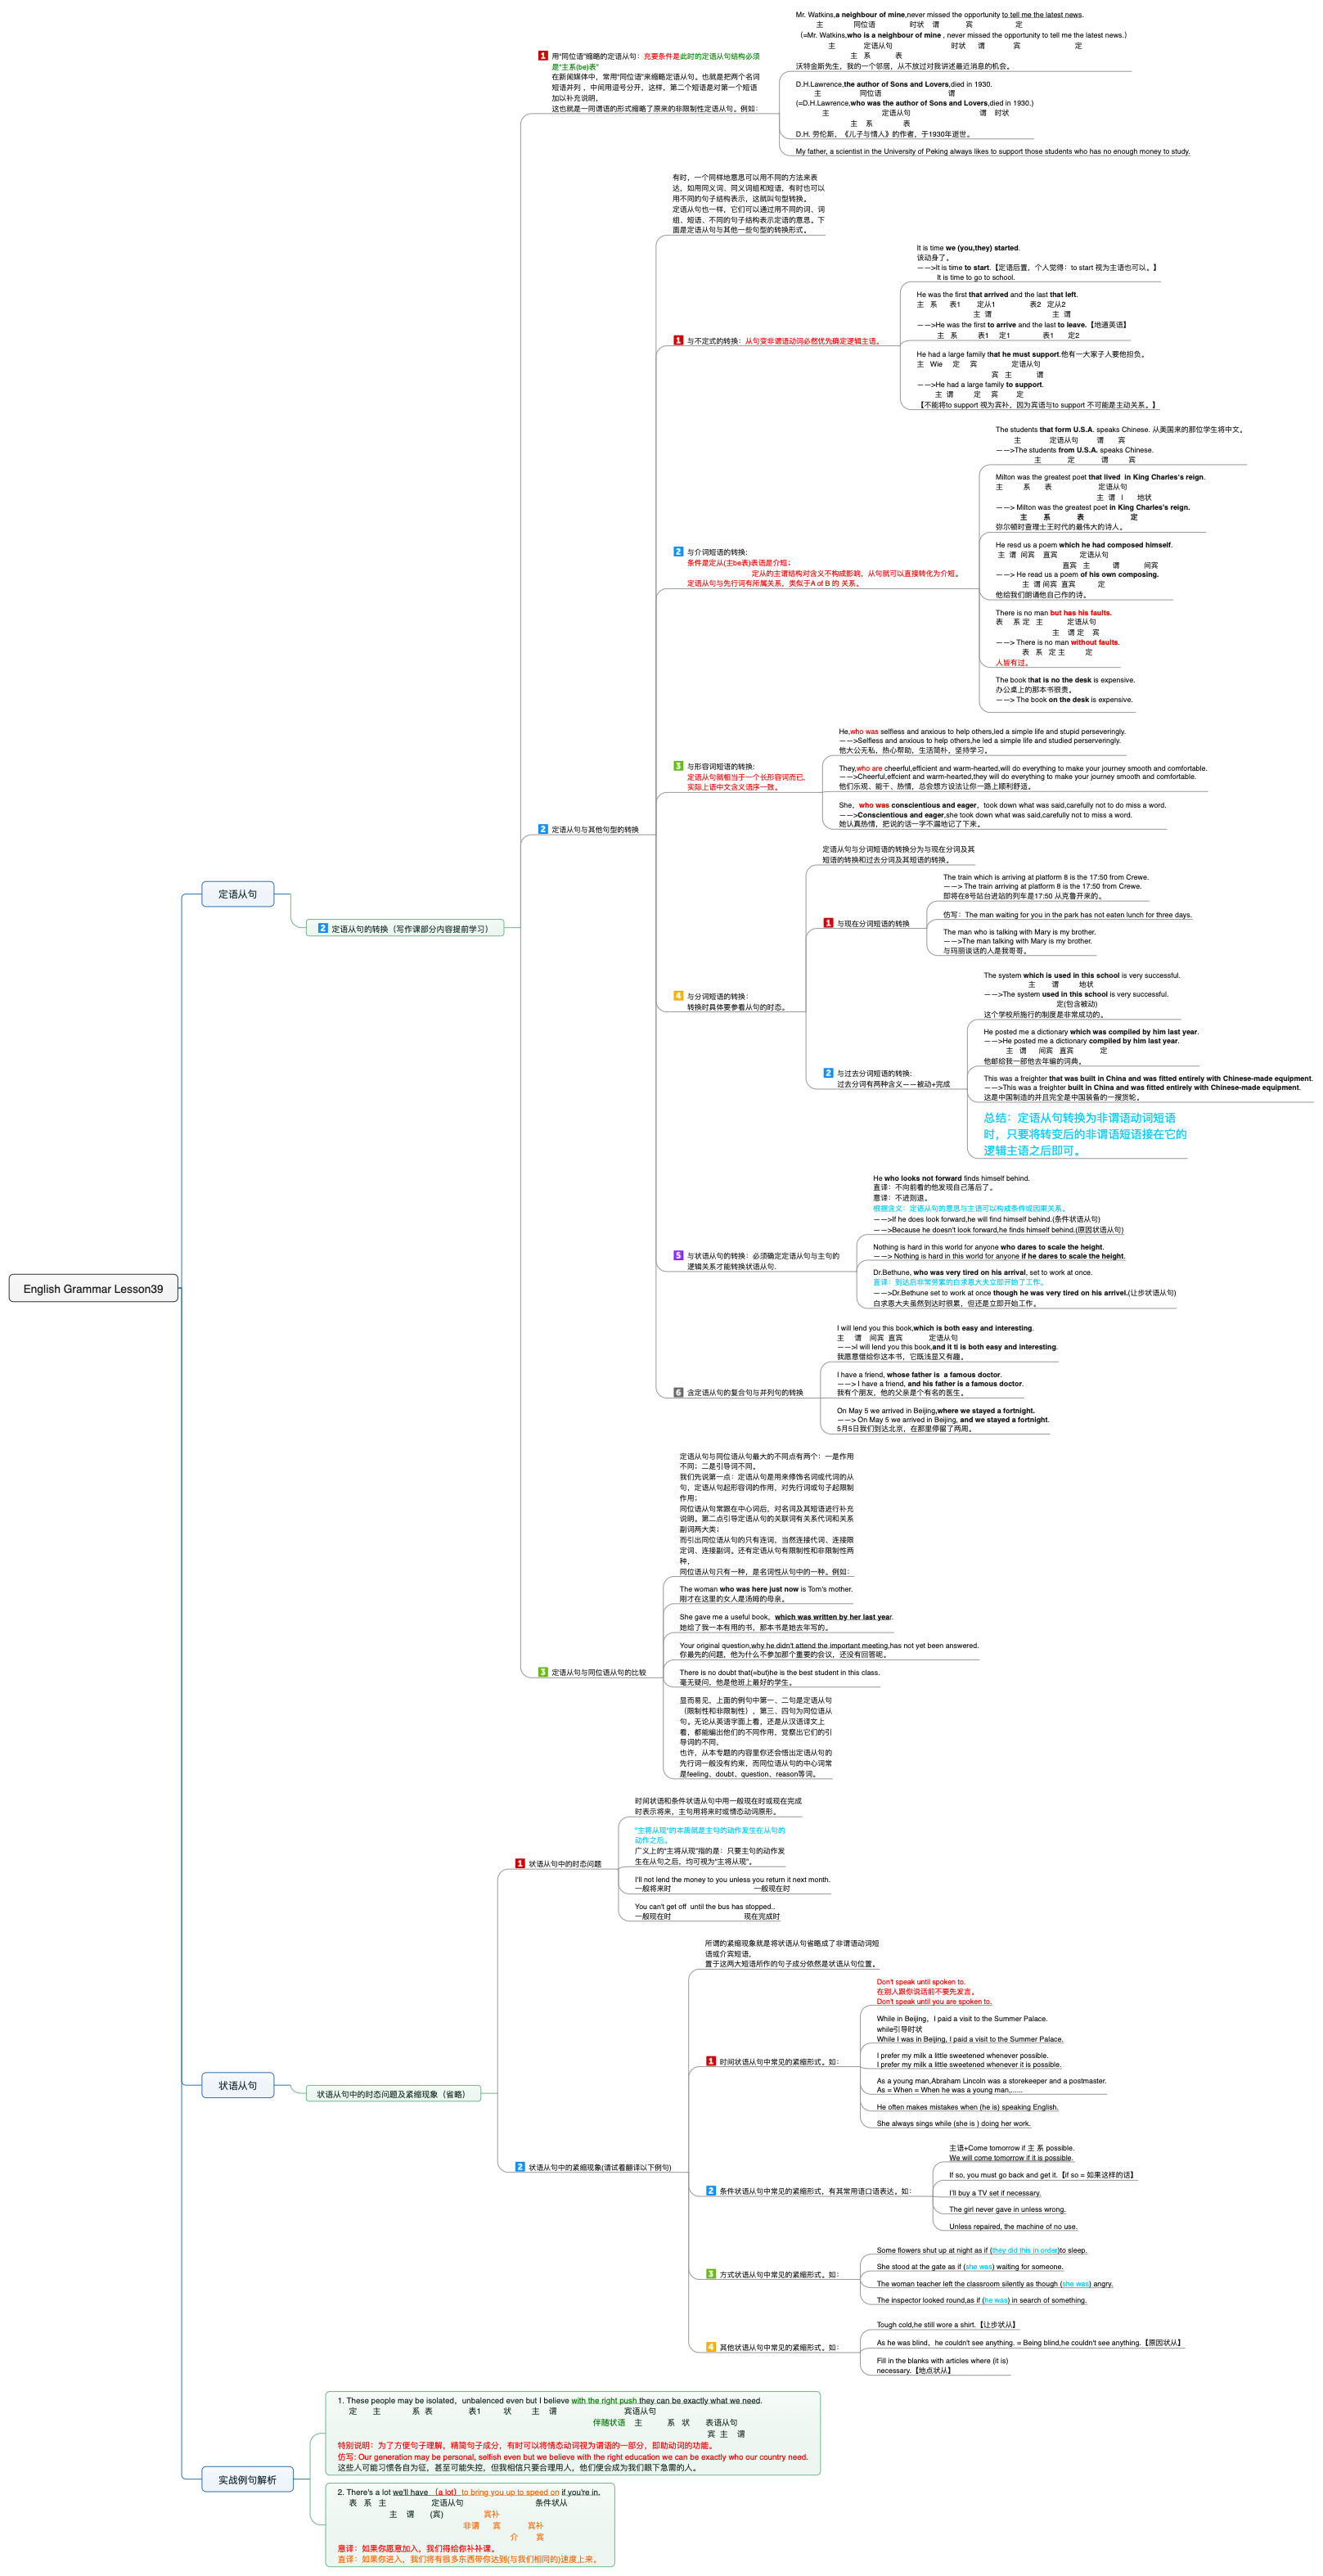 English Grammar Lesson39
定语从句
2 定语从句的转换（写作课部分内容提前学习）
1 用“同位语”缩略的定语从句：充要条件是此时的定语从句结构必须
是“主系(be)表”
在新闻媒体中，常用“同位语”来缩略定语从句。也就是把两个名词
短语并列 ，中间用逗号分开，这样，第二个短语是对第一个短语
加以补充说明，
这也就是一同谓语的形式缩略了原来的非限制性定语从句。例如：
Mr. Watkins,a neighbour of mine,never missed the opportunity to tell me the latest news.
主 同位语 时状 谓 宾 定
（=Mr. Watkins,who is a neighbour of mine , never missed the opportunity to tell me the latest news.）
主 定语从句 时状 谓 宾 定
主 系 表
沃特金斯先生，我的一个邻居，从不放过对我讲述最近消息的机会。
D.H.Lawrence,the author of Sons and Lovers,died in 1930.
主 同位语 谓
(=D.H.Lawrence,who was the author of Sons and Lovers,died in 1930.)
主 定语从句 谓 时状
主 系 表
D.H. 劳伦斯，《儿子与情人》的作者，于1930年逝世。
My father, a scientist in the University of Peking always likes to support those students who has no enough money to study.
2 定语从句与其他句型的转换
有时，一个同样地意思可以用不同的方法来表
达，如用同义词、同义词组和短语，有时也可以
用不同的句子结构表示，这就叫句型转换。
定语从句也一样，它们可以通过用不同的词、词
组、短语、不同的句子结构表示定语的意思。下
面是定语从句与其他一些句型的转换形式。
1 与不定式的转换：从句变非谓语动词必然优先确定逻辑主语。
It is time we (you,they) started.
该动身了。
——>It is time to start.【定语后置，个人觉得：to start 视为主语也可以。】
It is time to go to school.
He was the first that arrived and the last that left.
主 系 表1 定从1 表2 定从2
主 谓 主 谓
——>He was the first to arrive and the last to leave.【地道英语】
主 系 表1 定1 表1 定2
He had a large family that he must support.他有一大家子人要他担负。
主 Wie 定 宾 定语从句
宾 主 谓
——>He had a large family to support.
主 谓 定 宾 定
【不能将to support 视为宾补，因为宾语与to support 不可能是主动关系。】
2 与介词短语的转换:
条件是定从(主be表)表语是介短；
定从的主谓结构对含义不构成影响，从句就可以直接转化为介短。
定语从句与先行词有所属关系，类似于A of B 的 关系。
The students that form U.S.A. speaks Chinese. 从美国来的那位学生将中文。
主 定语从句 谓 宾
——>The students from U.S.A. speaks Chinese.
主 定 谓 宾
Milton was the greatest poet that lived in King Charles's reign.
主 系 表 定语从句
主 谓 I 地状
——> Milton was the greatest poet in King Charles's reign.
主 系 表 定
弥尔顿时查理士王时代的最伟大的诗人。
He resd us a poem which he had composed himself.
主 谓 间宾 直宾 定语从句
直宾 主 谓 间宾
——> He read us a poem of his own composing.
主 谓 间宾 直宾 定
他给我们朗诵他自己作的诗。
There is no man but has his faults.
表 系 定 主 定语从句
主 谓 定 宾
——> There is no man without faults.
表 系 定 主 定
人皆有过。
The book that is no the desk is expensive.
办公桌上的那本书很贵。
——> The book on the desk is expensive.
3 与形容词短语的转换:
定语从句就相当于一个长形容词而已，
实际上语中文含义语序一致。
He,who was selfless and anxious to help others,led a simple life and stupid perseveringly.
——>Selfless and anxious to help others,he led a simple life and studied perserveringly.
他大公无私，热心帮助，生活简朴，坚持学习。
They,who are cheerful,efficient and warm-hearted,will do everything to make your journey smooth and comfortable.
——>Cheerful,effcient and warm-hearted,they will do everything to make your journey smooth and comfortable.
他们乐观、能干、热情，总会想方设法让你一路上顺利舒适。
She，who was conscientious and eager，took down what was said,carefully not to do miss a word.
——>Conscientious and eager,she took down what was said,carefully not to miss a word.
她认真热情，把说的话一字不漏地记了下来。
4 与分词短语的转换：
转换时具体要参看从句的时态。
定语从句与分词短语的转换分为与现在分词及其
短语的转换和过去分词及其短语的转换。
1 与现在分词短语的转换
The train which is arriving at platform 8 is the 17:50 from Crewe.
——> The train arriving at platform 8 is the 17:50 from Crewe.
即将在8号站台进站的列车是17:50 从克鲁开来的。
仿写：The man waiting for you in the park has not eaten lunch for three days.
The man who is talking with Mary is my brother.
——>The man talking with Mary is my brother.
与玛丽谈话的人是我哥哥。
2 与过去分词短语的转换:
过去分词有两种含义——被动+完成
The system which is used in this school is very successful.
主 谓 地状
——>The system used in this school is very successful.
定(包含被动)
这个学校所施行的制度是非常成功的。
He posted me a dictionary which was compiled by him last year.
——>He posted me a dictionary compiled by him last year.
主 谓 间宾 直宾 定
他邮给我一部他去年编的词典。
This was a freighter that was built in China and was fitted entirely with Chinese-made equipment.
——>This was a freighter built in China and was fitted entirely with Chinese-made equipment.
这是中国制造的并且完全是中国装备的一搜货轮。
总结：定语从句转换为非谓语动词短语
时，只要将转变后的非谓语短语接在它的
逻辑主语之后即可。
5 与状语从句的转换：必须确定定语从句与主句的
逻辑关系才能转换状语从句.
He who looks not forward finds himself behind.
直译：不向前看的他发现自己落后了。
意译：不进则退。
根据含义：定语从句的意思与主语可以构成条件或因果关系。
——>If he does look forward,he will find himself behind.(条件状语从句)
——>Because he doesn't look forward,he finds himself behind.(原因状语从句)
Nothing is hard in this world for anyone who dares to scale the height.
——> Nothing is hard in this world for anyone if he dares to scale the height.
Dr.Bethune, who was very tired on his arrival, set to work at once.
直译：到达后非常劳累的白求恩大夫立即开始了工作。
——>Dr.Bethune set to work at once though he was very tired on his arrivel.(让步状语从句)
白求恩大夫虽然到达时很累，但还是立即开始工作。
6 含定语从句的复合句与并列句的转换
I will lend you this book,which is both easy and interesting.
主 谓 间宾 直宾 定语从句
——>I will lend you this book,and it ti is both easy and interesting.
我愿意借给你这本书，它既浅显又有趣。
I have a friend, whose father is a famous doctor.
——> I have a friend, and his father is a famous doctor.
我有个朋友，他的父亲是个有名的医生。
On May 5 we arrived in Beijing,where we stayed a fortnight.
——> On May 5 we arrived in Beijing, and we stayed a fortnight.
5月5日我们到达北京，在那里停留了两周。
3 定语从句与同位语从句的比较
定语从句与同位语从句最大的不同点有两个：一是作用
不同；二是引导词不同。
我们先说第一点：定语从句是用来修饰名词或代词的从
句，定语从句起形容词的作用，对先行词或句子起限制
作用；
同位语从句常跟在中心词后，对名词及其短语进行补充
说明。第二点引导定语从句的关联词有关系代词和关系
副词两大类；
而引出同位语从句的只有连词，当然连接代词、连接限
定词、连接副词。还有定语从句有限制性和非限制性两
种，
同位语从句只有一种，是名词性从句中的一种。例如：
The woman who was here just now is Tom's mother.
刚才在这里的女人是汤姆的母亲。
She gave me a useful book，which was written by her last year.
她给了我一本有用的书，那本书是她去年写的。
Your original question,why he didn't attend the important meeting,has not yet been answered.
你最先的问题，他为什么不参加那个重要的会议，还没有回答呢。
There is no doubt that(=but)he is the best student in this class.
毫无疑问，他是他班上最好的学生。
显而易见，上面的例句中第一、二句是定语从句
（限制性和非限制性），第三、四句为同位语从
句。无论从英语字面上看，还是从汉语译文上
看，都能编出他们的不同作用，觉察出它们的引
导词的不同，
也许，从本专题的内容里你还会悟出定语从句的
先行词一般没有约束，而同位语从句的中心词常
是feeling、doubt、question、reason等词。
状语从句
状语从句中的时态问题及紧缩现象（省略）
1 状语从句中的时态问题
时间状语和条件状语从句中用一般现在时或现在完成
时表示将来，主句用将来时或情态动词原形。
“主将从现”的本质就是主句的动作发生在从句的
动作之后。
广义上的“主将从现”指的是：只要主句的动作发
生在从句之后，均可视为“主将从现”。
I'll not lend the money to you unless you return it next month.
一般将来时 一般现在时
You can't get off until the bus has stopped..
一般现在时 现在完成时
2 状语从句中的紧缩现象(请试着翻译以下例句)
所谓的紧缩现象就是将状语从句省略成了非谓语动词短
语或介宾短语，
置于这两大短语所作的句子成分依然是状语从句位置。
1 时间状语从句中常见的紧缩形式。如：
Don't speak until spoken to.
在别人跟你说话前不要先发言。
Don't speak until you are spoken to.
While in Beijing，I paid a visit to the Summer Palace.
while引导时状
While I was in Beijing, I paid a visit to the Summer Palace.
I prefer my milk a little sweetened whenever possible.
I prefer my milk a little sweetened whenever it is possible.
As a young man,Abraham Lincoln was a storekeeper and a postmaster.
As = When = When he was a young man,......
He often makes mistakes when (he is) speaking English.
She always sings while (she is ) doing her work.
2 条件状语从句中常见的紧缩形式，有其常用语口语表达。如：
主语+Come tomorrow if 主 系 possible.
We will come tomorrow if it is possible.
If so, you must go back and get it.【if so = 如果这样的话】
I'll buy a TV set if necessary.
The girl never gave in unless wrong.
Unless repaired, the machine of no use.
3 方式状语从句中常见的紧缩形式。如：
Some flowers shut up at night as if (they did this in order)to sleep.
She stood at the gate as if (she was) waiting for someone.
The woman teacher left the classroom silently as though (she was) angry.
The inspector looked round,as if (he was) in search of something.
4 其他状语从句中常见的紧缩形式。如：
Tough cold,he still wore a shirt.【让步状从】
As he was blind，he couldn't see anything. = Being blind,he couldn't see anything.【原因状从】
Fill in the blanks with articles where (it is)
necessary.【地点状从】
实战例句解析
1. These people may be isolated，unbalenced even but I believe with the right push they can be exactly what we need.
定 主 系 表 表1 状 主 谓 宾语从句
伴随状语 主 系 状 表语从句
宾 主 谓
特别说明：为了方便句子理解，精简句子成分，有时可以将情态动词视为谓语的一部分，即助动词的功能。
仿写: Our generation may be personal, selfish even but we believe with the right education we can be exactly who our country need.
这些人可能习惯各自为征，甚至可能失控，但我相信只要合理用人，他们便会成为我们眼下急需的人。
2. There's a lot we'll have （a lot）to bring you up to speed on if you're in.
表 系 主 定语从句 条件状从
主 谓 (宾) 宾补
非谓 宾 宾补
介 宾
意译：如果你愿意加入，我们得给你补补课。
直译：如果你进入，我们将有很多东西带你达到(与我们相同的)速度上来。